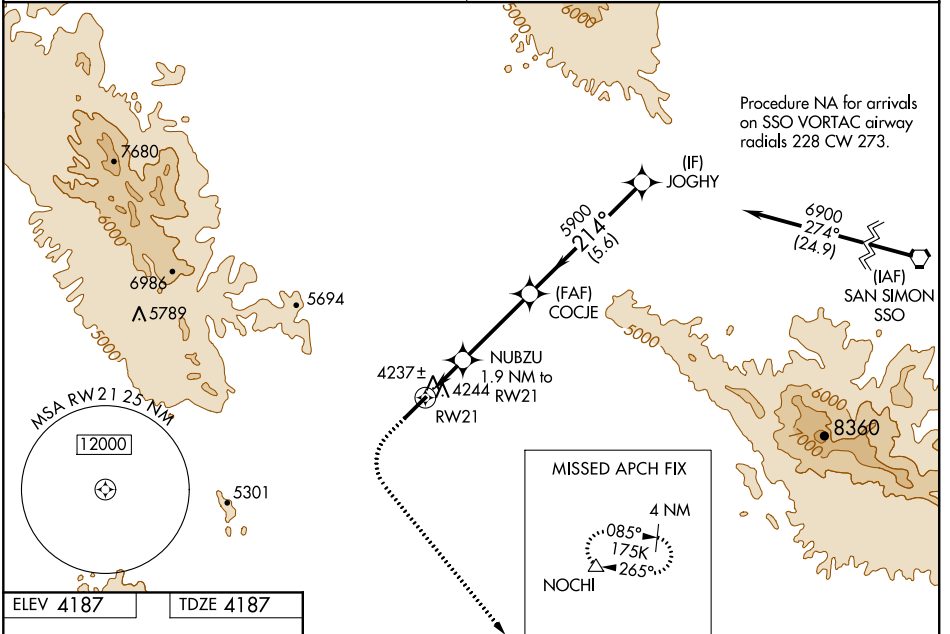 5000
6000
Procedure NA for arrivals
on SSO VORTAC airway
radials 228 CW 273.
7680
6000
(IF)
JOGHY
5900
214°
(5.6)
6900
274°
(24.9)
(IAF)
SAN SIMON
SSO
6986
5789
5694
5000
(FAF)
COCJE
5000
NUBZU
1.9 NM to
RW21
4237±
4244
RW21
6000
7000
8360
MSA RW21 25 NM
12000
5301
MISSED APCH FIX
4 NM
085°
175K
265°
NOCHI
ELEV 4187
TDZE 4187